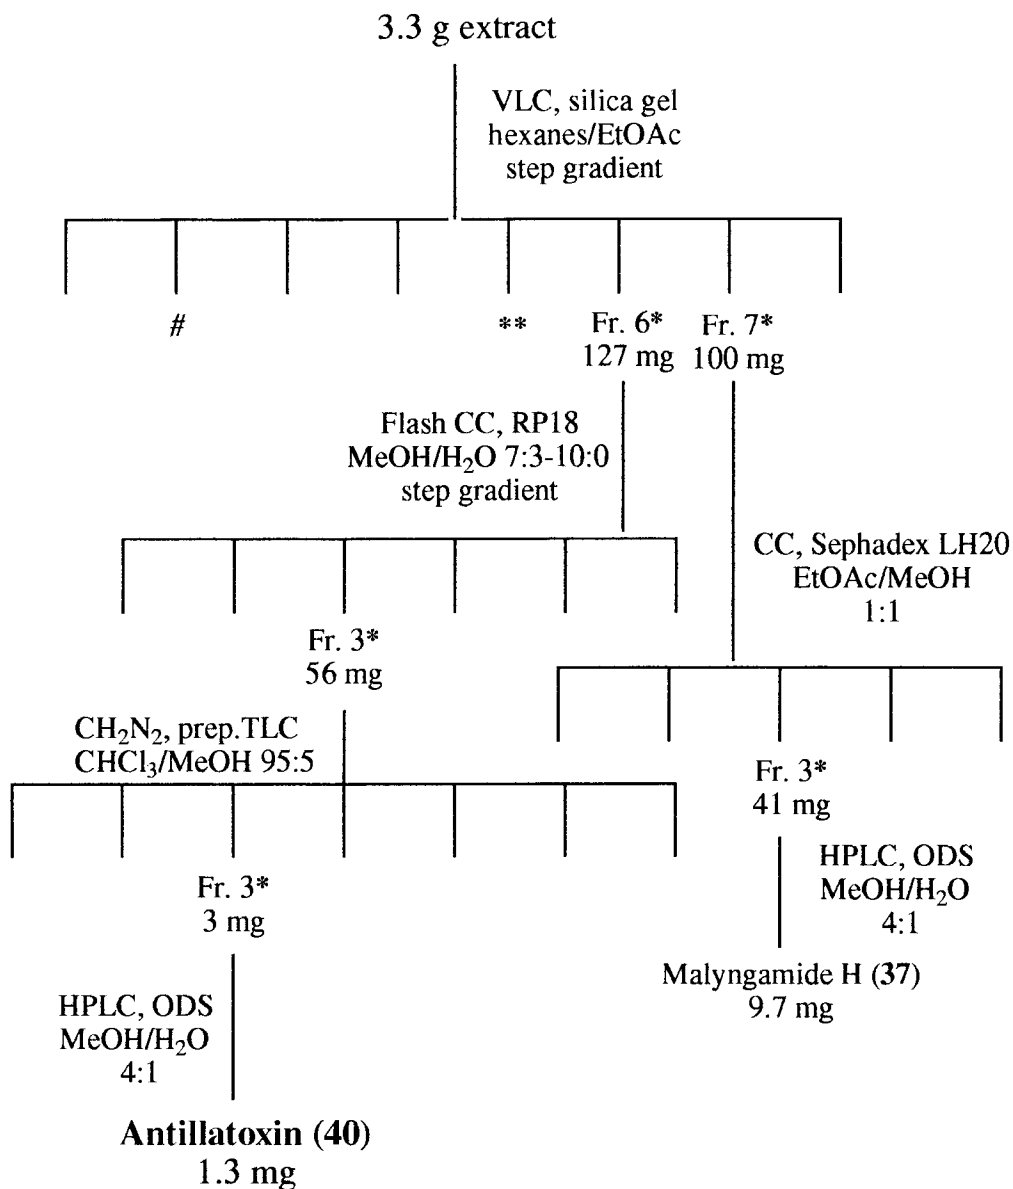 3.3 g extract
VLC, silica gel
hexanes/EtOAc
step gradient
#
**
Fr. 6*
127 mg
Fr. 7*
100 mg
Flash CC, RP18
MeOH/H₂O 7:3-10:0
step gradient
CC, Sephadex LH20
EtOAc/MeOH
1:1
Fr. 3*
56 mg
CH₂N₂, prep.TLC
CHCl₃/MeOH 95:5
Fr. 3*
41 mg
HPLC, ODS
MeOH/H₂O
4:1
Fr. 3*
3 mg
Malyngamide H (37)
9.7 mg
HPLC, ODS
MeOH/H₂O
4:1
Antillatoxin (40)
1.3 mg